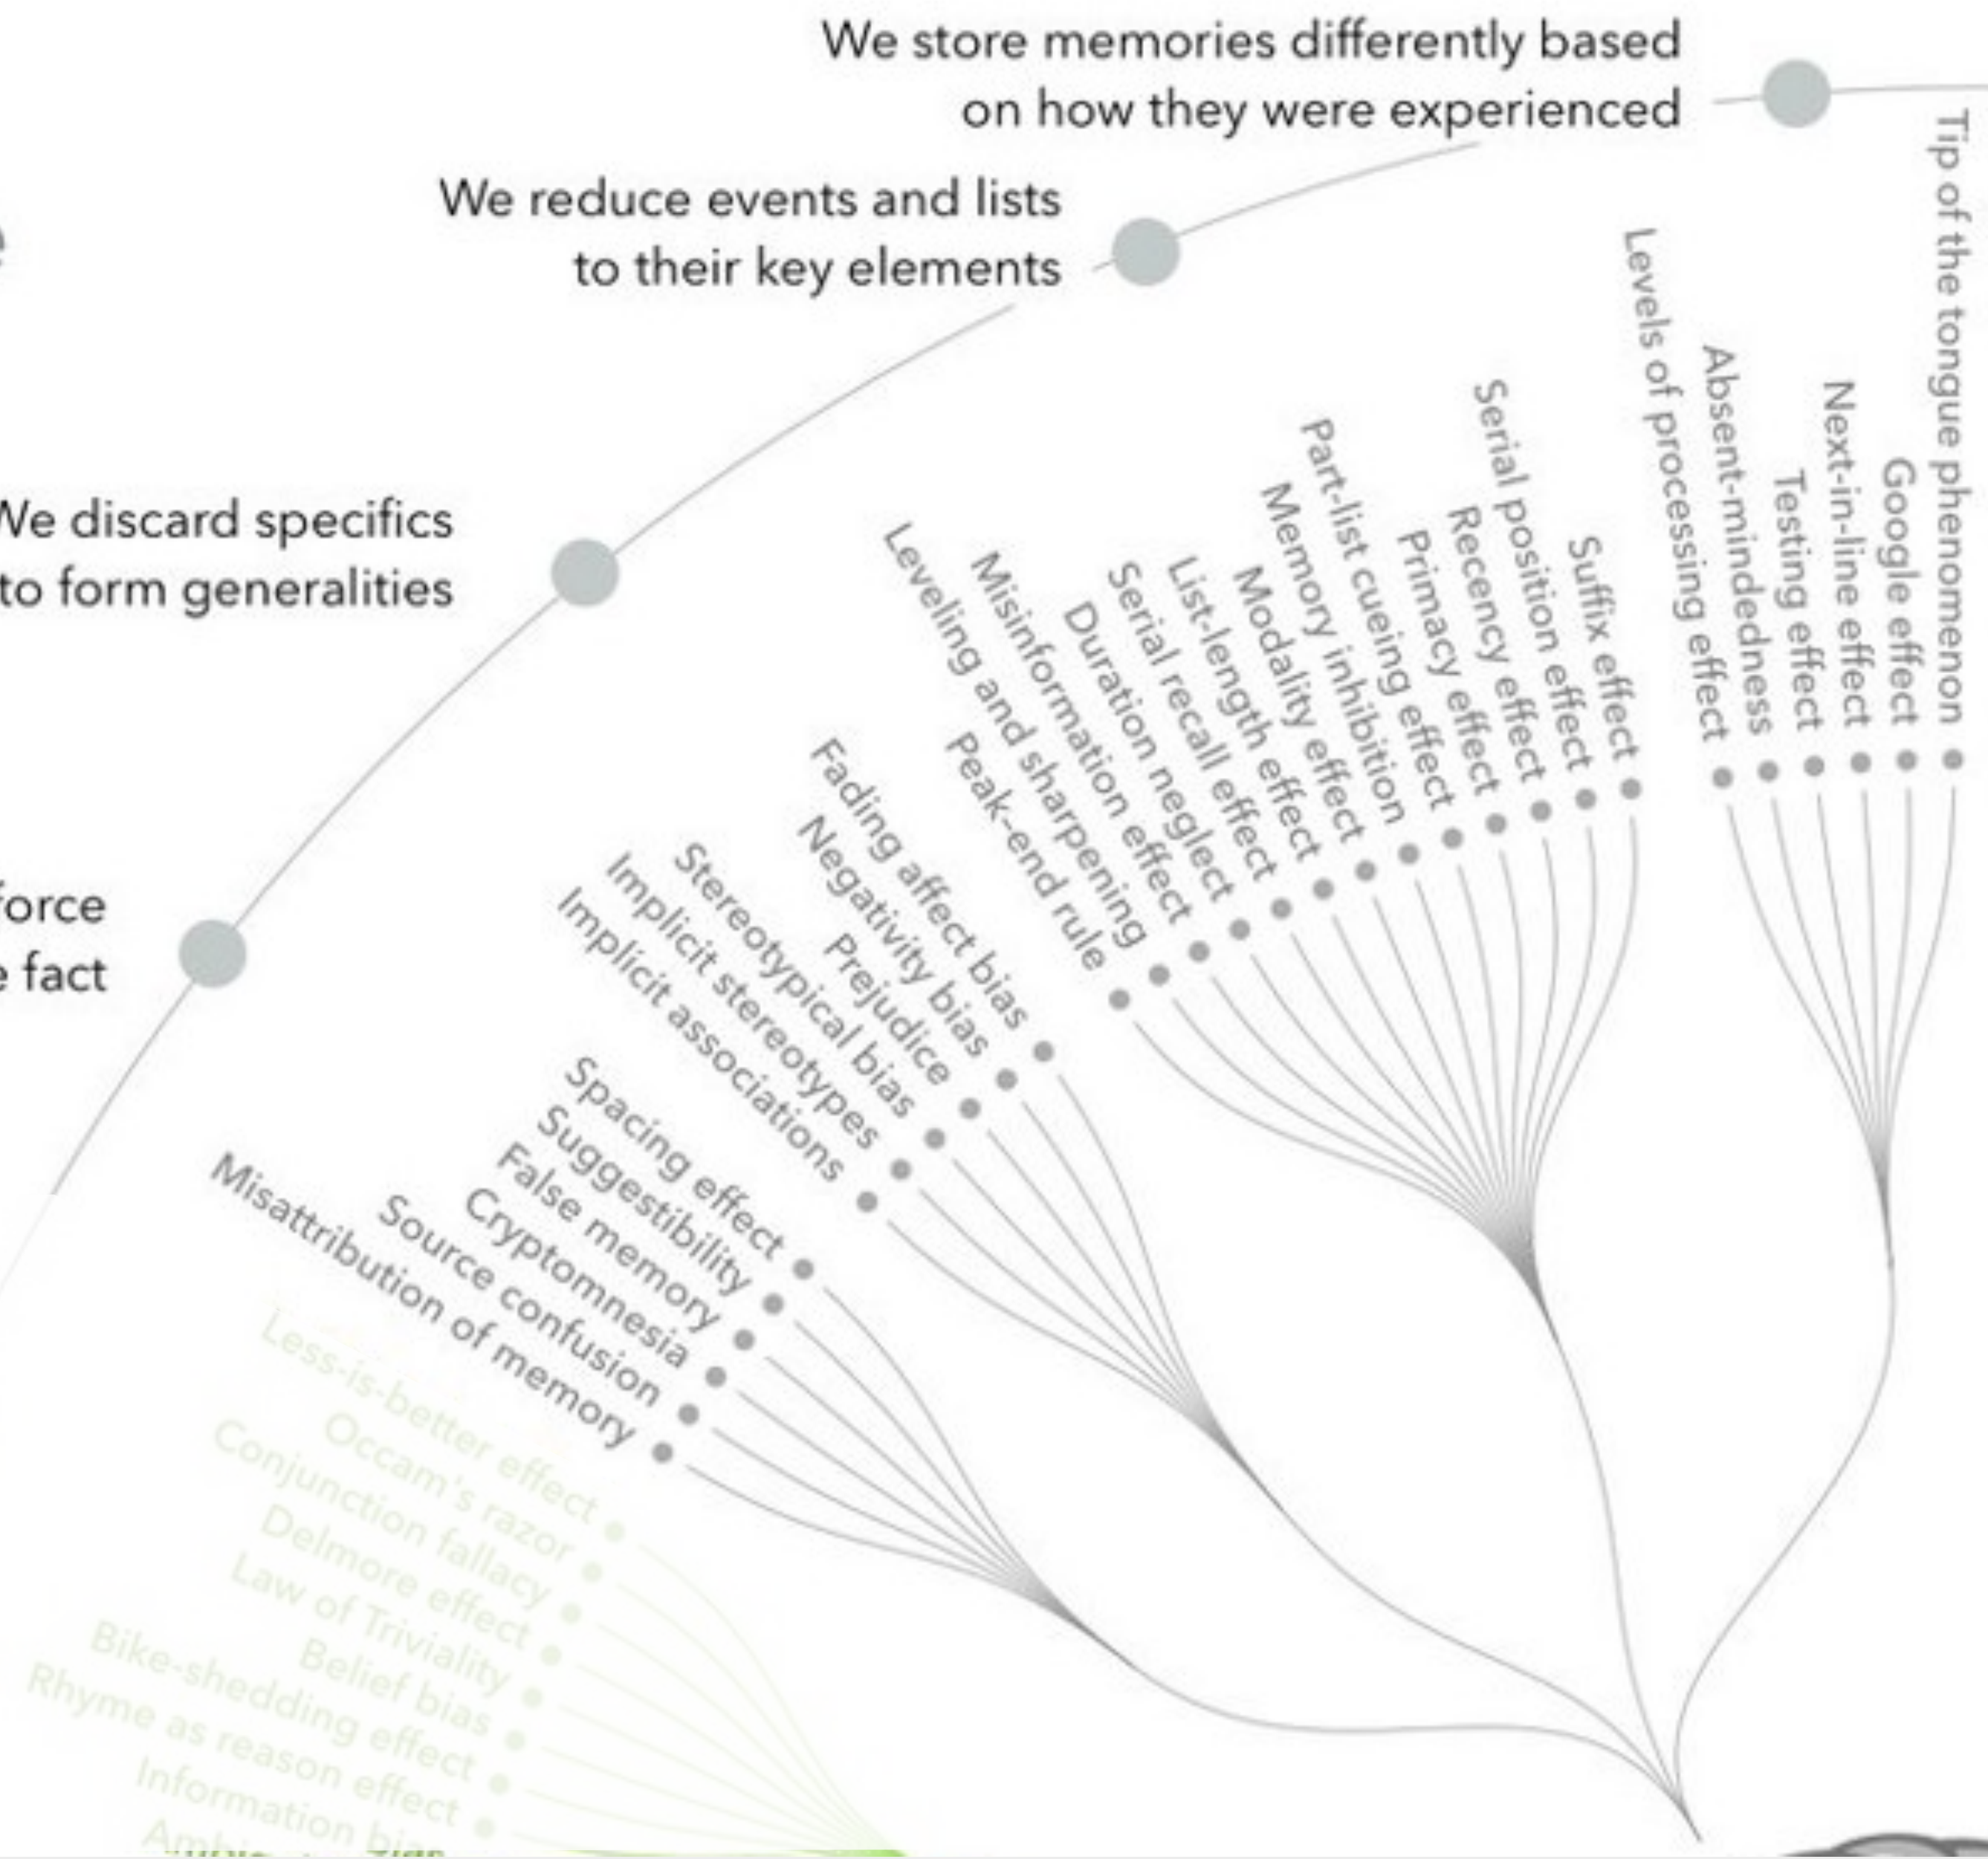 We store memories differently based
on how they were experienced
We reduce events and lists
to their key elements
We discard specifics
to form generalities
force
fact
Tip of the tongue phenomenon
Google effect
Next-in-line effect
Testing effect
Absent-mindedness
Levels of processing effect
Suffix effect
Serial position effect
Recency effect
Primacy effect
Part-list cueing effect
Memory inhibition
Modality effect
List-length effect
Serial recall effect
Duration neglect
Misinformation effect
Leveling and sharpening
Peak-end rule
Fading affect bias
Negativity bias
Prejudice
Stereotypical bias
Implicit stereotypes
Implicit associations
Spacing effect
Suggestibility
False memory
Cryptomnesia
Source confusion
Misattribution of memory
Less-is-better effect
Occam's razor
Conjunction fallacy
Delmore effect
Law of Triviality
Belief bias
Bike-shedding effect
Rhyme as reason effect
Information bias